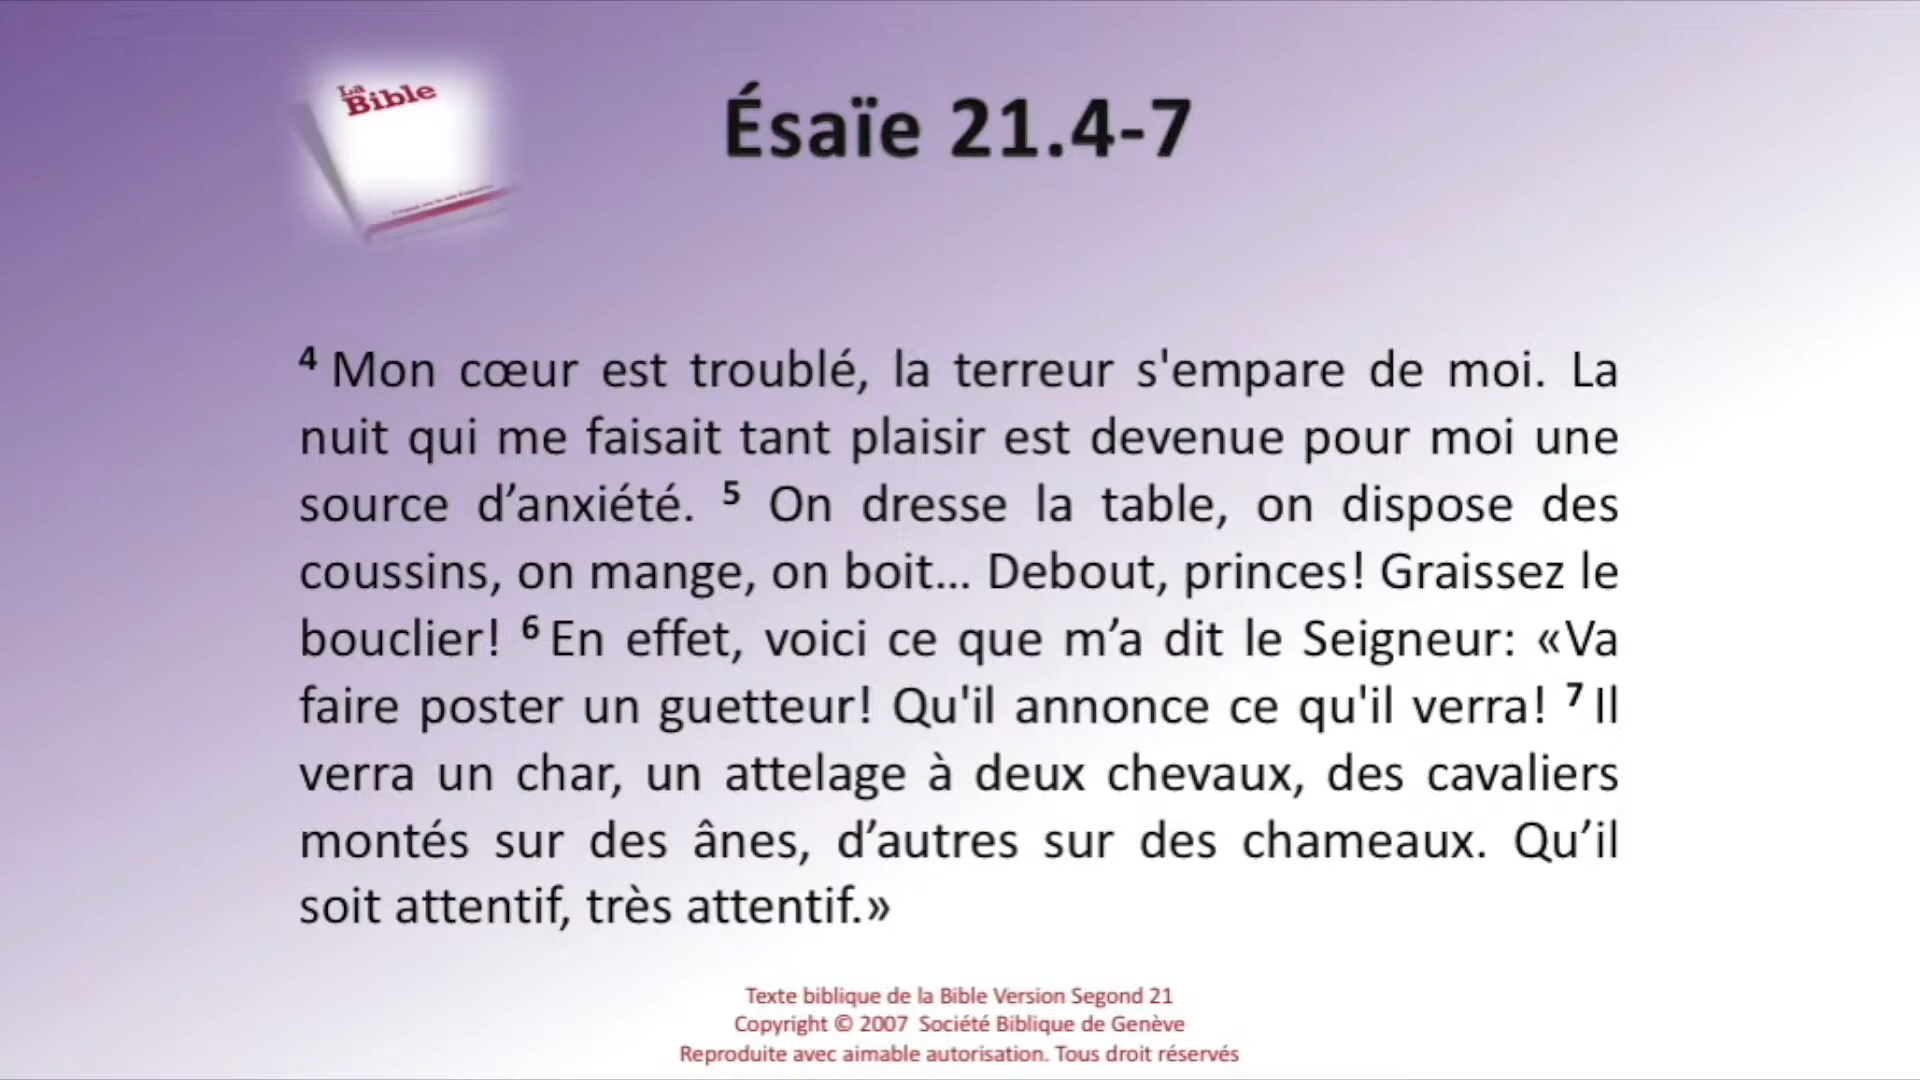 La
Bible
Ésaïe 21.4-7
4 Mon cœur est troublé, la terreur s'empare de moi. La
nuit qui me faisait tant plaisir est devenue pour moi une
source d’anxiété. 5 On dresse la table, on dispose des
coussins, on mange, on boit… Debout, princes! Graissez le
bouclier! 6 En effet, voici ce que m’a dit le Seigneur: «Va
faire poster un guetteur! Qu'il annonce ce qu'il verra! 7 Il
verra un char, un attelage à deux chevaux, des cavaliers
montés sur des ânes, d’autres sur des chameaux. Qu’il
soit attentif, très attentif.»
Texte biblique de la Bible Version Segond 21
Copyright © 2007 Société Biblique de Genève
Reproduite avec aimable autorisation. Tous droit réservés